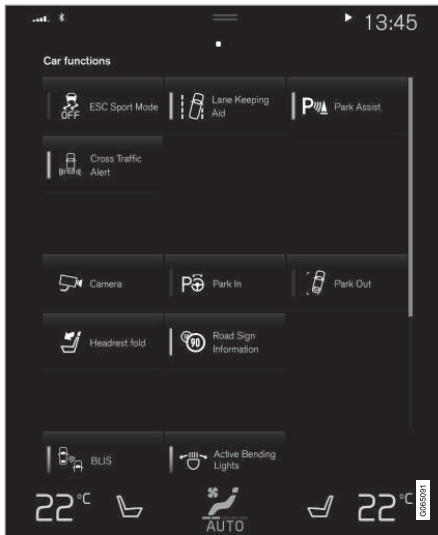 13:45
Car functions
OFF
ESC Sport Mode
Lane Keeping
Aid
P
Park Assist
Cross Traffic
Alert
Camera
P
Park In
Park Out
Headrest fold
90
Road Sign
Information
BLIS
Active Bending
Lights
22°C
AUTO
22°C
G065091